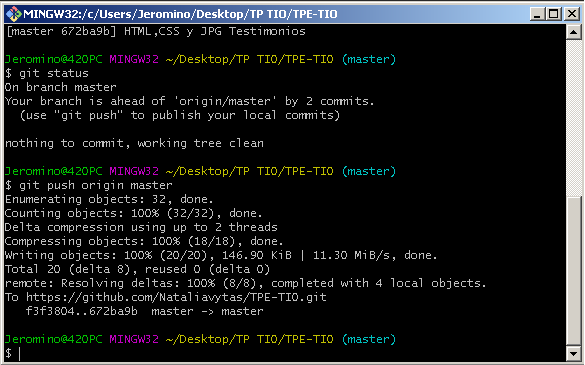 MINGW32:/c/Users/Jeromino/Desktop/TP TIO/TPE-TIO
[master 672ba9b] HTML,CSS y JPG Testimonios
Jeromino@420PC MINGW32 ~/Desktop/TP TIO/TPE-TIO (master)
$ git status
On branch master
Your branch is ahead of 'origin/master' by 2 commits.
  (use "git push" to publish your local commits)
nothing to commit, working tree clean
Jeromino@420PC MINGW32 ~/Desktop/TP TIO/TPE-TIO (master)
$ git push origin master
Enumerating objects: 32, done.
Counting objects: 100% (32/32), done.
Delta compression using up to 2 threads
Compressing objects: 100% (18/18), done.
Writing objects: 100% (20/20), 146.90 KiB | 11.30 MiB/s, done.
Total 20 (delta 8), reused 0 (delta 0)
remote: Resolving deltas: 100% (8/8), completed with 4 local objects.
To https://github.com/Nataliavytas/TPE-TIO.git
   f3f3804..672ba9b  master -> master
Jeromino@420PC MINGW32 ~/Desktop/TP TIO/TPE-TIO (master)
$